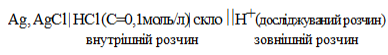 Ag, AgCl| HCl (C=0,1моль/л)| скло ||H⁺(досліджуваний розчин)
внутрішній розчин зовнішній розчин